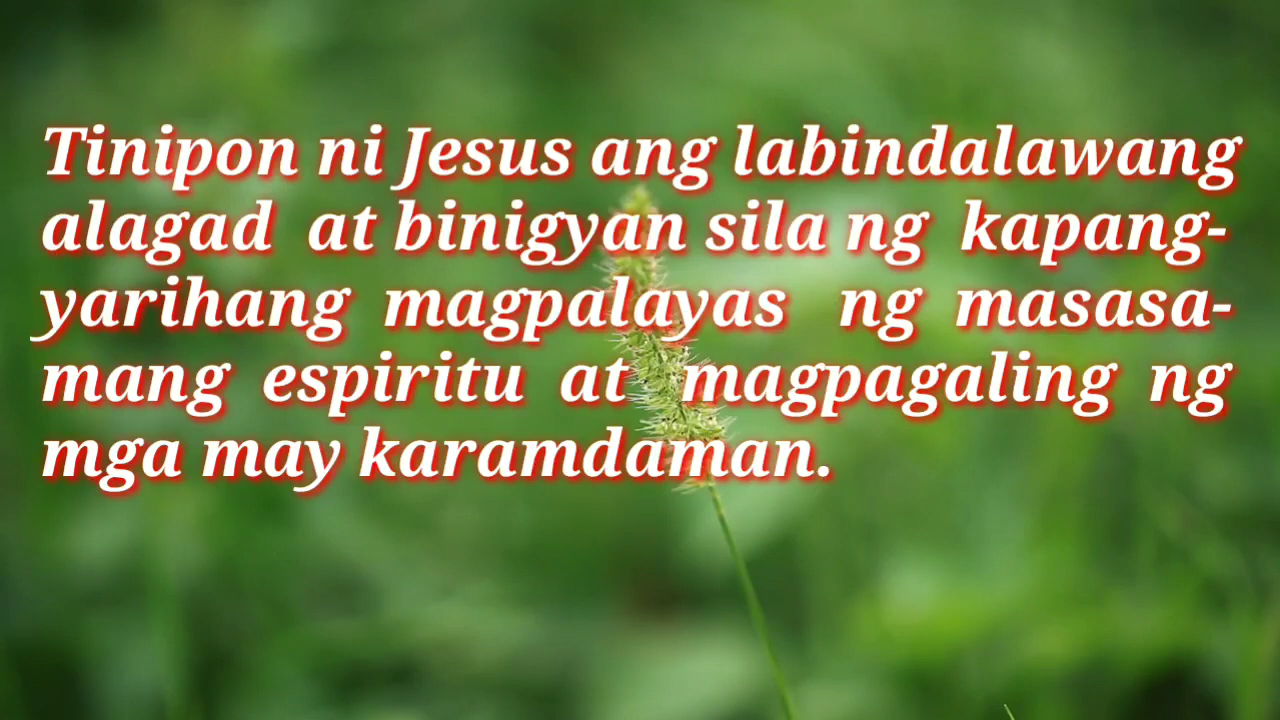 Tinipon ni Jesus ang labindalawang
alagad at binigyan sila ng kapang-
yarihang magpalayas ng masasa-
mang espiritu at magpagaling ng
mga may karamdaman.